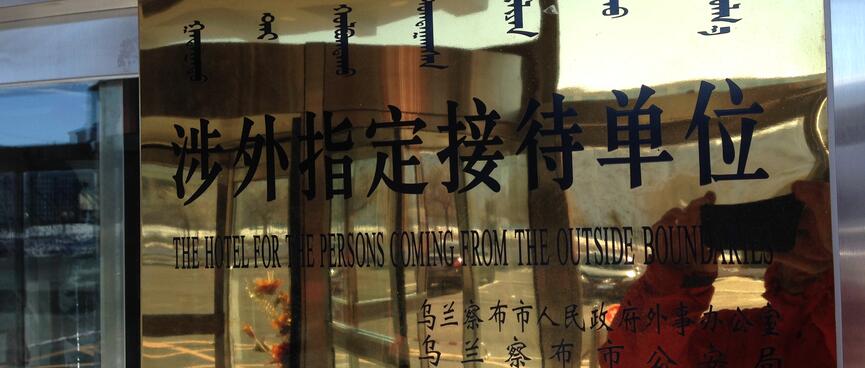 涉外指定接待单位
THE HOTEL FOR THE PERSONS COMING FROM THE OUTSIDE BOUNDARIES
乌兰察布市人民政府外事办公室
乌兰察布市公安局